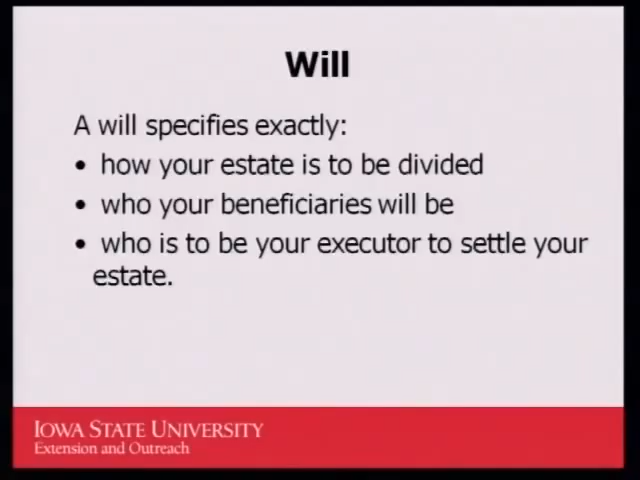 Will
A will specifies exactly:
• how your estate is to be divided
• who your beneficiaries will be
• who is to be your executor to settle your
estate.
IOWA STATE UNIVERSITY
Extension and Outreach